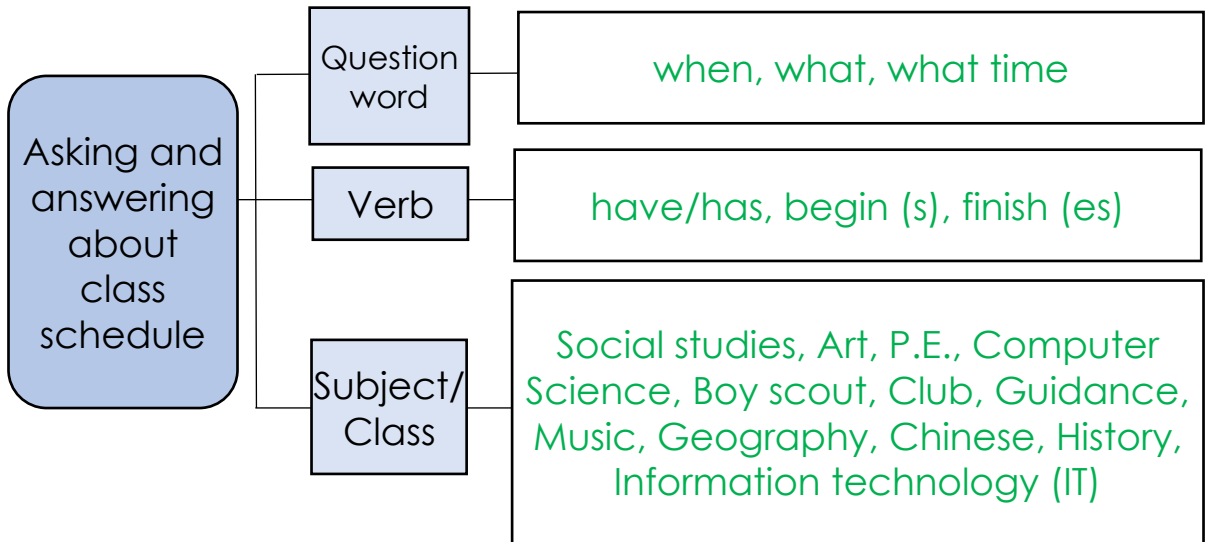 Asking and
answering
about
class
schedule
Question
word
when, what, what time
Verb
have/has, begin (s), finish (es)
Subject/
Class
Social studies, Art, P.E., Computer
Science, Boy scout, Club, Guidance,
Music, Geography, Chinese, History,
Information technology (IT)